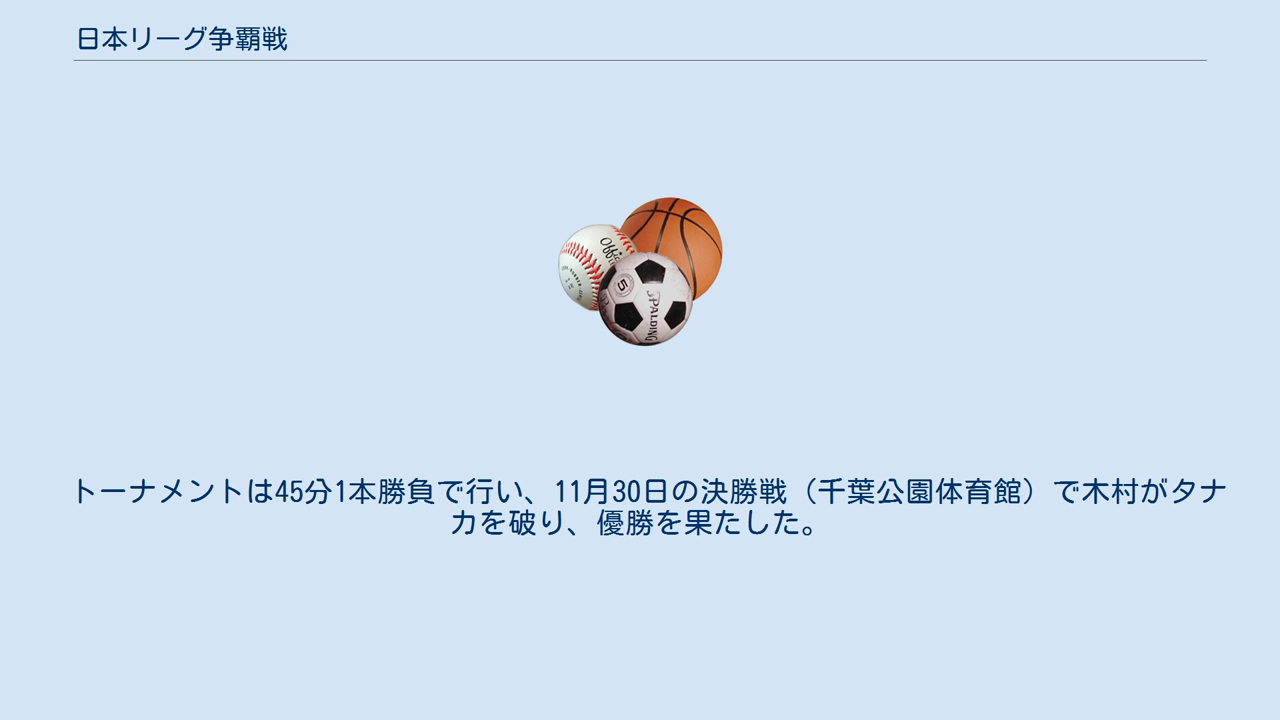 日本リーグ争覇戦
Offic
5
SPALDING
トーナメントは45分1本勝負で行い、11月30日の決勝戦（千葉公園体育館）で木村がタナ
カを破り、優勝を果たした。